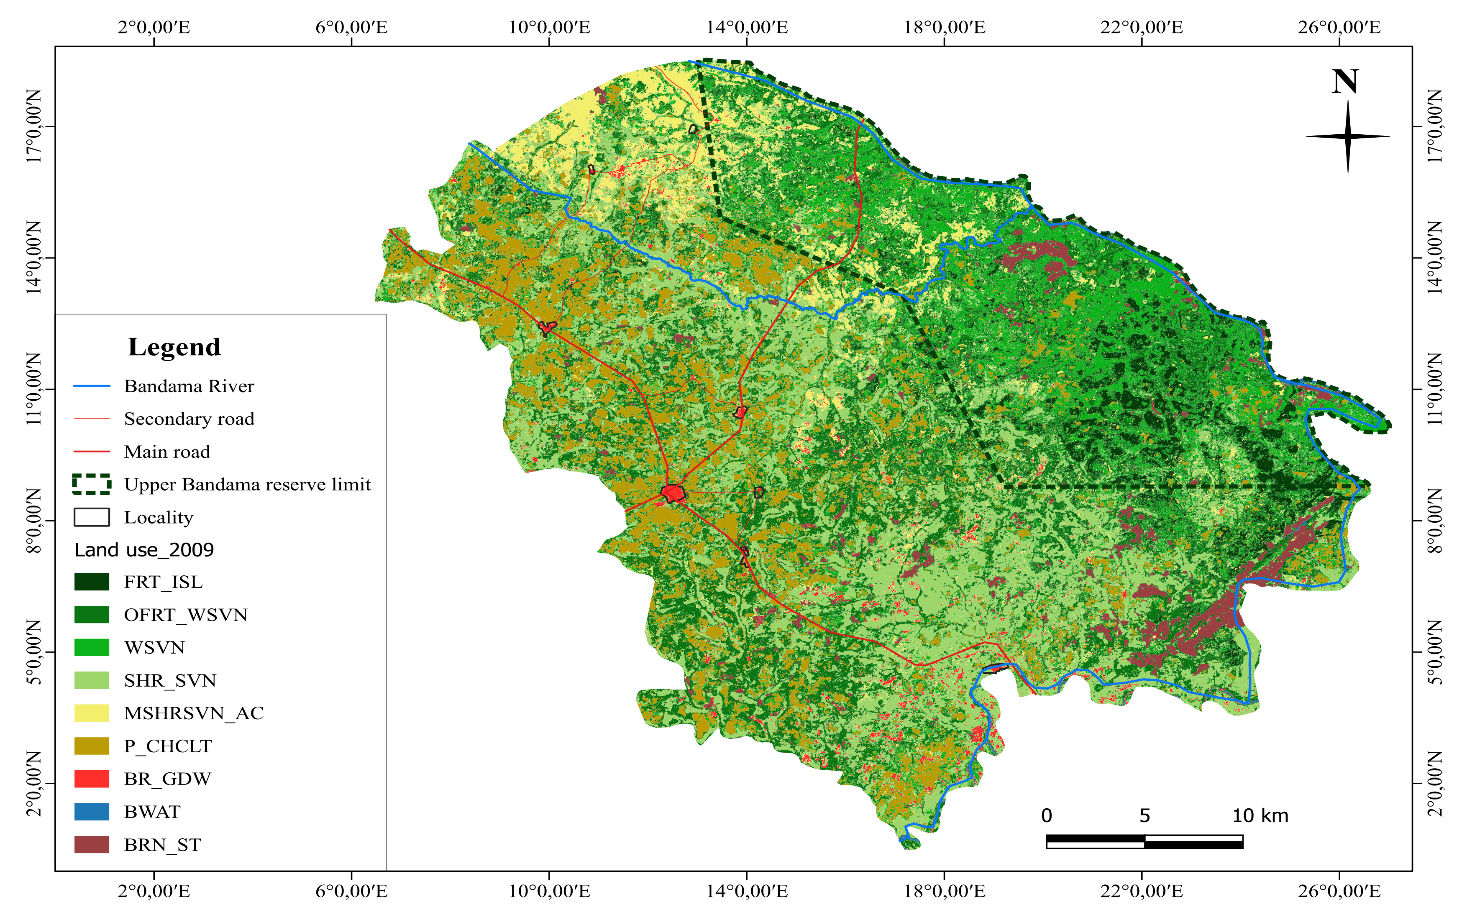 2°0,00'E 6°0,00'E 10°0,00'E 14°0,00'E 18°0,00'E 22°0,00'E 26°0,00'E
N
17°0,00'N
14°0,00'N
11°0,00'N
8°0,00'N
5°0,00'N
2°0,00'N
17°0,00'N
14°0,00'N
11°0,00'N
8°0,00'N
5°0,00'N
2°0,00'N
Legend
Bandama River
Secondary road
Main road
Upper Bandama reserve limit
Locality
Land use_2009
FRT_ISL
OFRT_WSVN
WSVN
SHR_SVN
MSHRSVN_AC
P_CHCLT
BR_GDW
BWAT
BRN_ST
0 5 10 km
2°0,00'E 6°0,00'E 10°0,00'E 14°0,00'E 18°0,00'E 22°0,00'E 26°0,00'E